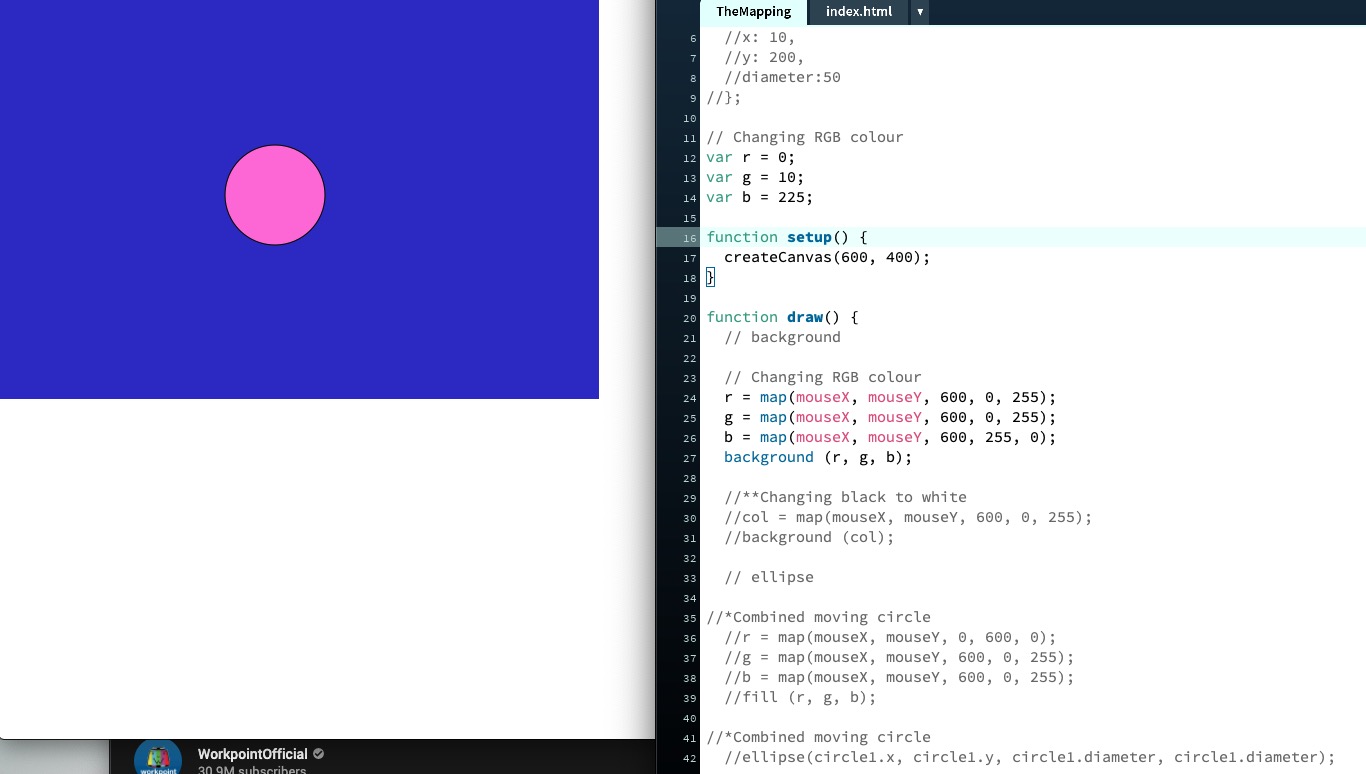 TheMapping index.html ▼
6 //x: 10,
7 //y: 200,
8 //diameter:50
9 //};
10
11 // Changing RGB colour
12 var r = 0;
13 var g = 10;
14 var b = 225;
15
16 function setup() {
17 createCanvas(600, 400);
18 }
19
20 function draw() {
21 // background
22
23 // Changing RGB colour
24 r = map(mouseX, mouseY, 600, 0, 255);
25 g = map(mouseX, mouseY, 600, 0, 255);
26 b = map(mouseX, mouseY, 600, 255, 0);
27 background (r, g, b);
28
29 //**Changing black to white
30 //col = map(mouseX, mouseY, 600, 0, 255);
31 //background (col);
32
33 // ellipse
34
35 //*Combined moving circle
36 //r = map(mouseX, mouseY, 0, 600, 0);
37 //g = map(mouseX, mouseY, 600, 0, 255);
38 //b = map(mouseX, mouseY, 600, 0, 255);
39 //fill (r, g, b);
40
41 //*Combined moving circle
42 //ellipse(circle1.x, circle1.y, circle1.diameter, circle1.diameter);
workpoint
WorkpointOfficial
30.9M subscribers